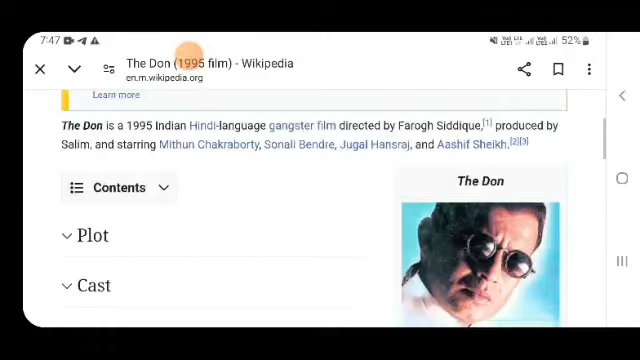 7:47 52%
The Don (1995 film) - Wikipedia
en.m.wikipedia.org
Learn more
The Don is a 1995 Indian Hindi-language gangster film directed by Farogh Siddique,[1] produced by
Salim, and starring Mithun Chakraborty, Sonali Bendre, Jugal Hansraj, and Aashif Sheikh.[2][3]
Contents
The Don
Plot
Cast